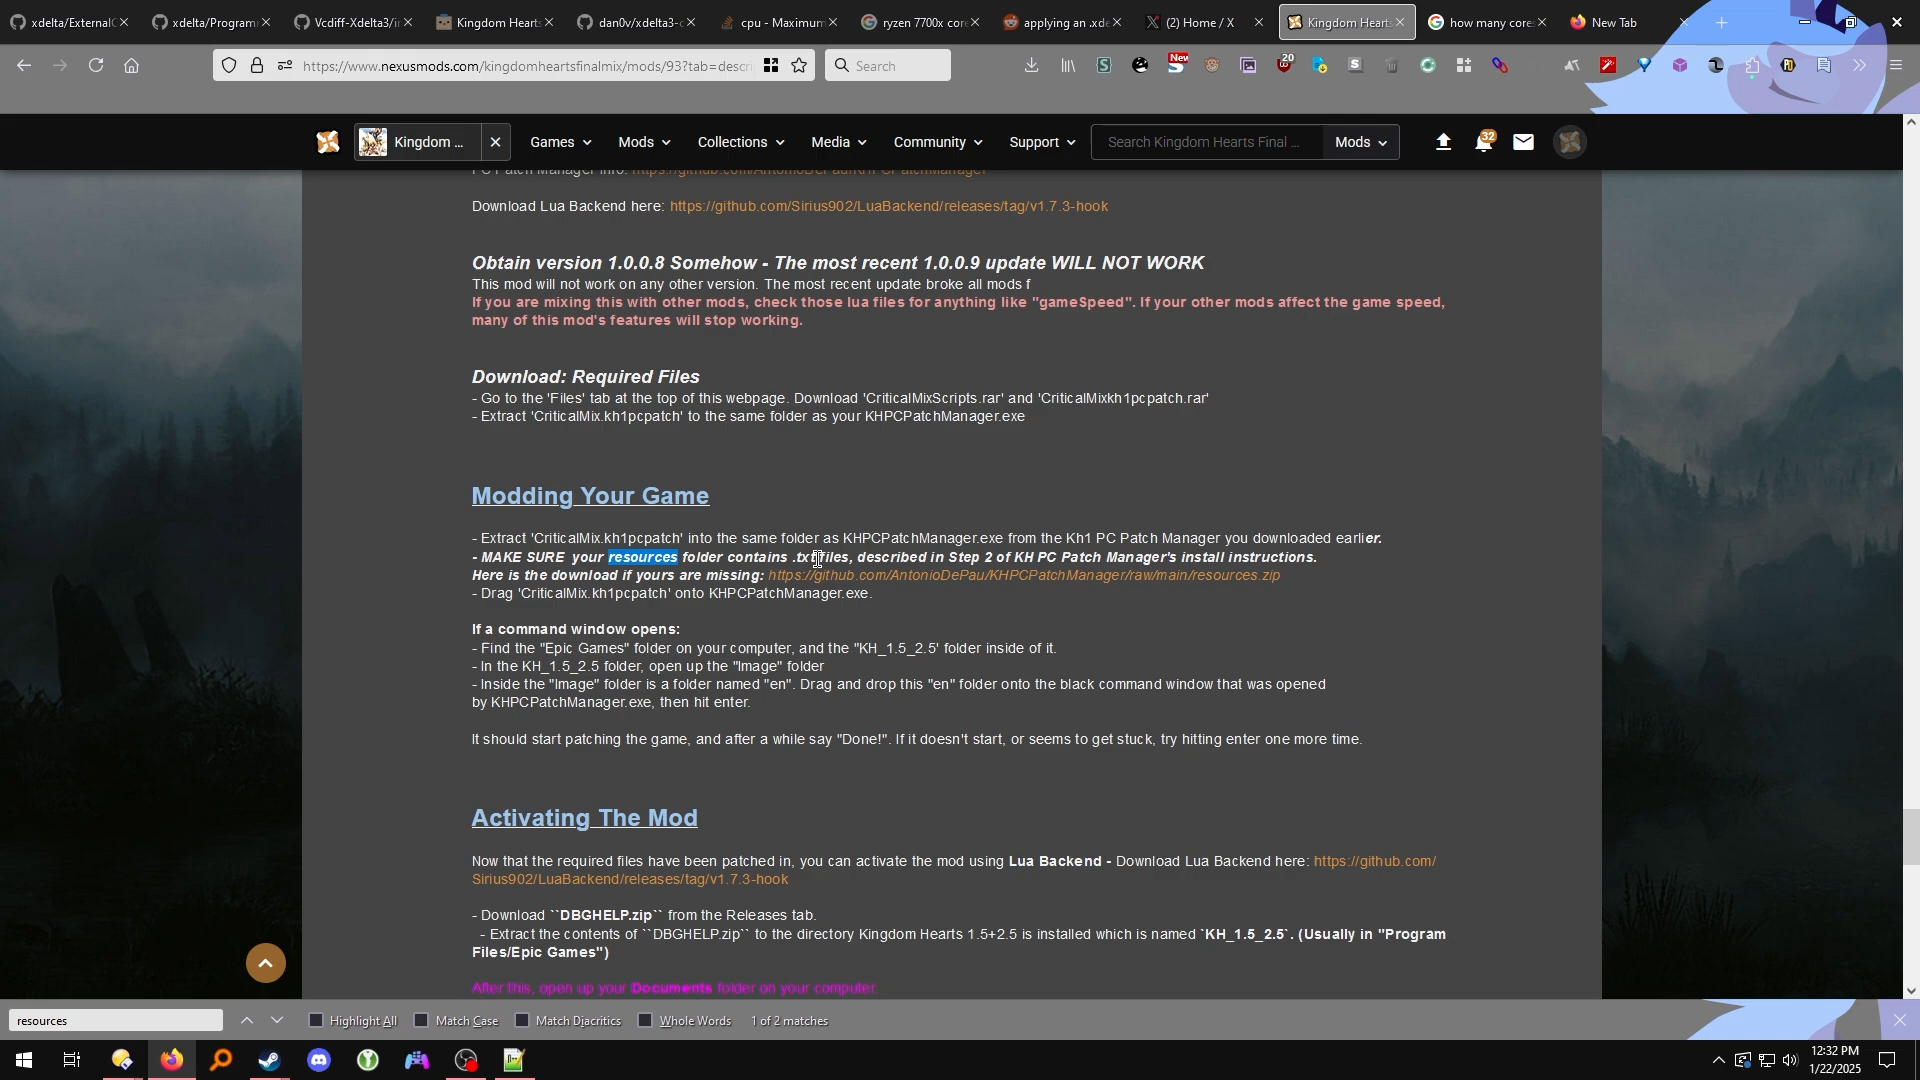 xdelta/ExternalC
xdelta/Program
Vcdiff-Xdelta3/in
Kingdom Hearts
dan0v/xdelta3-c
cpu - Maximum
ryzen 7700x core
applying an .xde
(2) Home / X
Kingdom Hearts
how many core
New Tab
https://www.nexusmods.com/kingdomheartsfinalmix/mods/93?tab=descri
Search
New
20
Kingdom ...
Games
Mods
Collections
Media
Community
Support
Search Kingdom Hearts Final ...
Mods
32
PC Patch Manager info: https://github.com/AntonioDePau/KHPCPatchManager
Download Lua Backend here: https://github.com/Sirius902/LuaBackend/releases/tag/v1.7.3-hook
Obtain version 1.0.0.8 Somehow - The most recent 1.0.0.9 update WILL NOT WORK
This mod will not work on any other version. The most recent update broke all mods f
If you are mixing this with other mods, check those lua files for anything like "gameSpeed". If your other mods affect the game speed,
many of this mod's features will stop working.
Download: Required Files
- Go to the 'Files' tab at the top of this webpage. Download 'CriticalMixScripts.rar' and 'CriticalMixkh1pcpatch.rar'
- Extract 'CriticalMix.kh1pcpatch' to the same folder as your KHPCPatchManager.exe
Modding Your Game
- Extract 'CriticalMix.kh1pcpatch' into the same folder as KHPCPatchManager.exe from the Kh1 PC Patch Manager you downloaded earlier.
- MAKE SURE your resources folder contains .txt files, described in Step 2 of KH PC Patch Manager's install instructions.
Here is the download if yours are missing: https://github.com/AntonioDePau/KHPCPatchManager/raw/main/resources.zip
- Drag 'CriticalMix.kh1pcpatch' onto KHPCPatchManager.exe.
If a command window opens:
- Find the "Epic Games" folder on your computer, and the "KH_1.5_2.5' folder inside of it.
- In the KH_1.5_2.5 folder, open up the "Image" folder
- Inside the "Image" folder is a folder named "en". Drag and drop this "en" folder onto the black command window that was opened
by KHPCPatchManager.exe, then hit enter.
It should start patching the game, and after a while say "Done!". If it doesn't start, or seems to get stuck, try hitting enter one more time.
Activating The Mod
Now that the required files have been patched in, you can activate the mod using Lua Backend - Download Lua Backend here: https://github.com/
Sirius902/LuaBackend/releases/tag/v1.7.3-hook
- Download ``DBGHELP.zip`` from the Releases tab.
- Extract the contents of ``DBGHELP.zip`` to the directory Kingdom Hearts 1.5+2.5 is installed which is named `KH_1.5_2.5`. (Usually in "Program
Files/Epic Games")
After this, open up your Documents folder on your computer.
resources
Highlight All
Match Case
Match Diacritics
Whole Words
1 of 2 matches
12:32 PM
1/22/2025